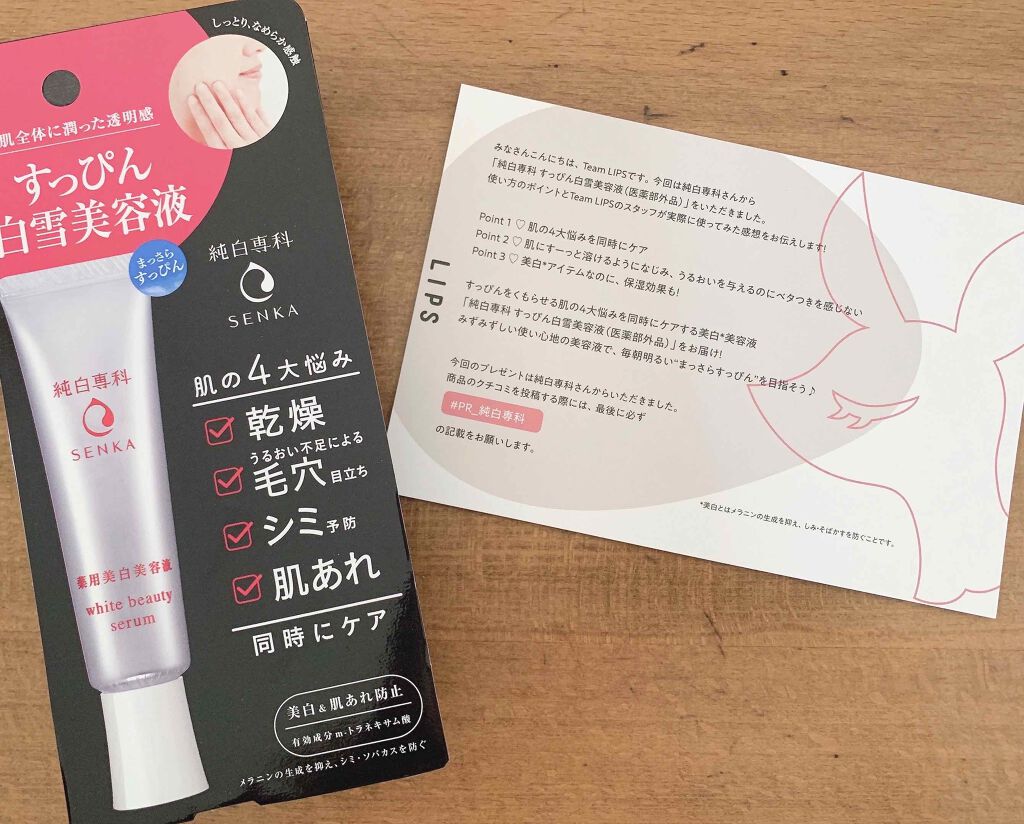 しっとり、なめらか感触
肌全体に潤った透明感
すっぴん
白雪美容液
まっさら
すっぴん
純白専科
SENKA
純白専科
SENKA
薬用美白美容液
white beauty
serum
肌の4大悩み
乾燥
うるおい不足による
毛穴目立ち
シミ予防
肌あれ
同時にケア
美白&肌あれ防止
有効成分m-トラネキサム酸
メラニンの生成を抑え、シミ・ソバカスを防ぐ
LIPS
みなさんこんにちは、Team LIPSです。今回は純白専科さんから
「純白専科 すっぴん白雪美容液(医薬部外品)」をいただきました。
使い方のポイントとTeam LIPSのスタッフが実際に使ってみた感想をお伝えします!
Point 1 ♡ 肌の4大悩みを同時にケア
Point 2 ♡ 肌にすーっと溶けるようになじみ、うるおいを与えるのにベタつきを感じない
Point 3 ♡ 美白*アイテムなのに、保湿効果も!
すっぴんをくもらせる肌の4大悩みを同時にケアする美白*美容液
「純白専科 すっぴん白雪美容液(医薬部外品)」をお届け!
みずみずしい使い心地の美容液で、毎朝明るい“まっさらすっぴん”を目指そう♪
今回のプレゼントは純白専科さんからいただきました。
商品のクチコミを投稿する際には、最後に必ず
#PR_純白専科
の記載をお願いします。
*美白とはメラニンの生成を抑え、しみ・そばかすを防ぐことです。